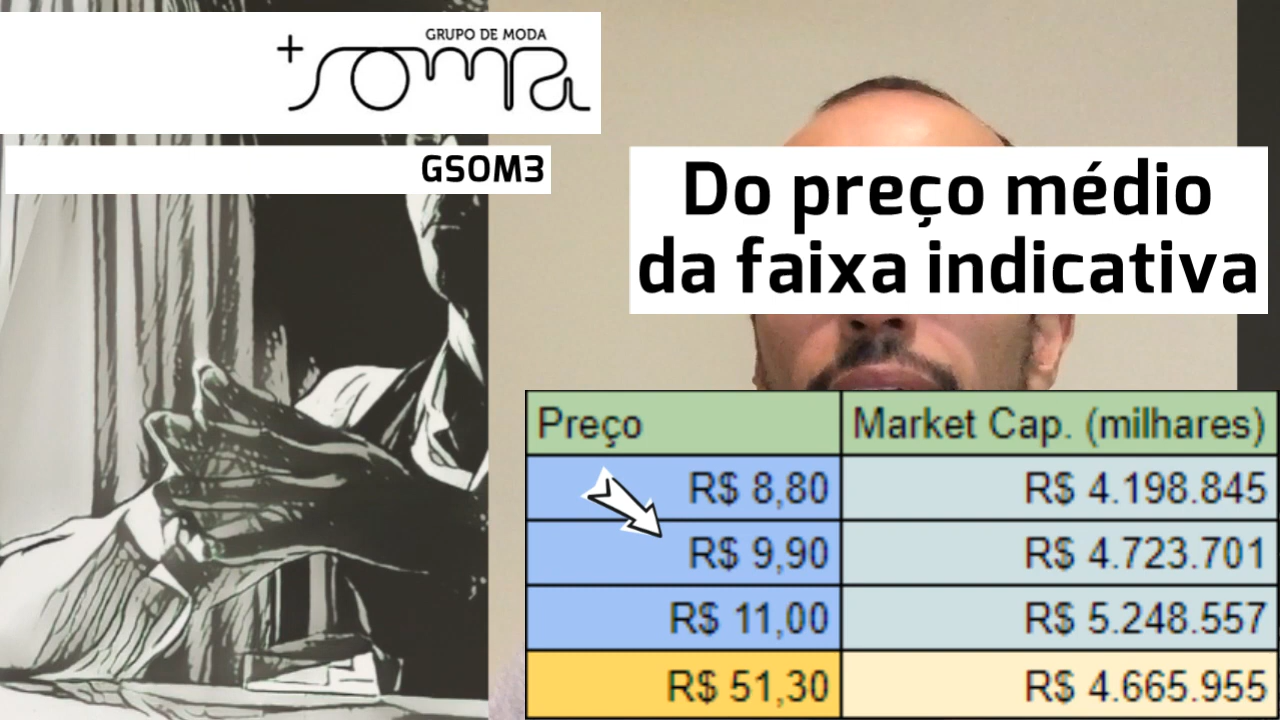 GRUPO DE MODA
+soma
GSOM3
Do preço médio
da faixa indicativa
Preço Market Cap. (milhares)
R$ 8,80 R$ 4.198.845
R$ 9,90 R$ 4.723.701
R$ 11,00 R$ 5.248.557
R$ 51,30 R$ 4.665.955